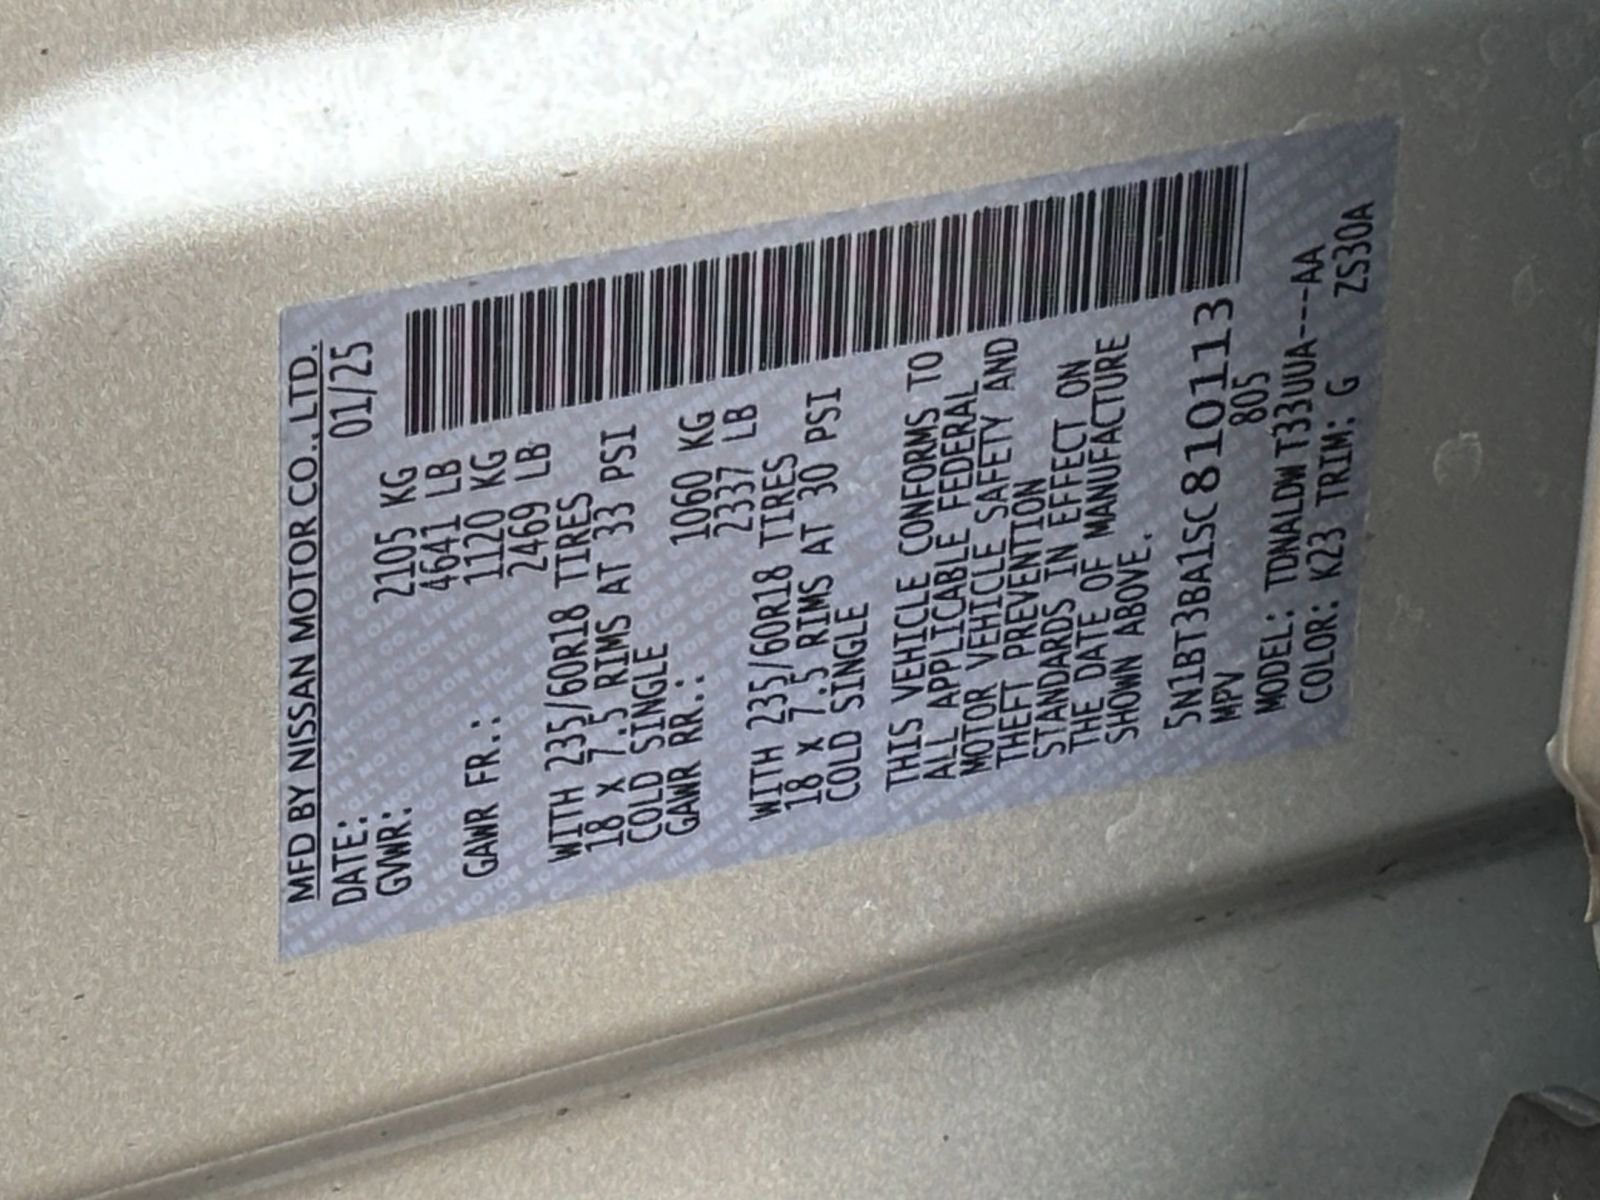 MFD BY NISSAN MOTOR CO., LTD.
DATE: 01/25
GVWR: 2105 KG
4641 LB
GAWR FR.: 1120 KG
2469 LB
WITH 235/60R18 TIRES
18 x 7.5 RIMS AT 33 PSI
COLD SINGLE
GAWR RR.: 1060 KG
2337 LB
WITH 235/60R18 TIRES
18 x 7.5 RIMS AT 30 PSI
COLD SINGLE
THIS VEHICLE CONFORMS TO
ALL APPLICABLE FEDERAL
MOTOR VEHICLE SAFETY AND
THEFT PREVENTION
STANDARDS IN EFFECT ON
THE DATE OF MANUFACTURE
SHOWN ABOVE.
5N1BT3BA1SC810113
MPV 805
MODEL: TDNALDW T33UUA---AA
COLOR: K23 TRIM: G ZS30A